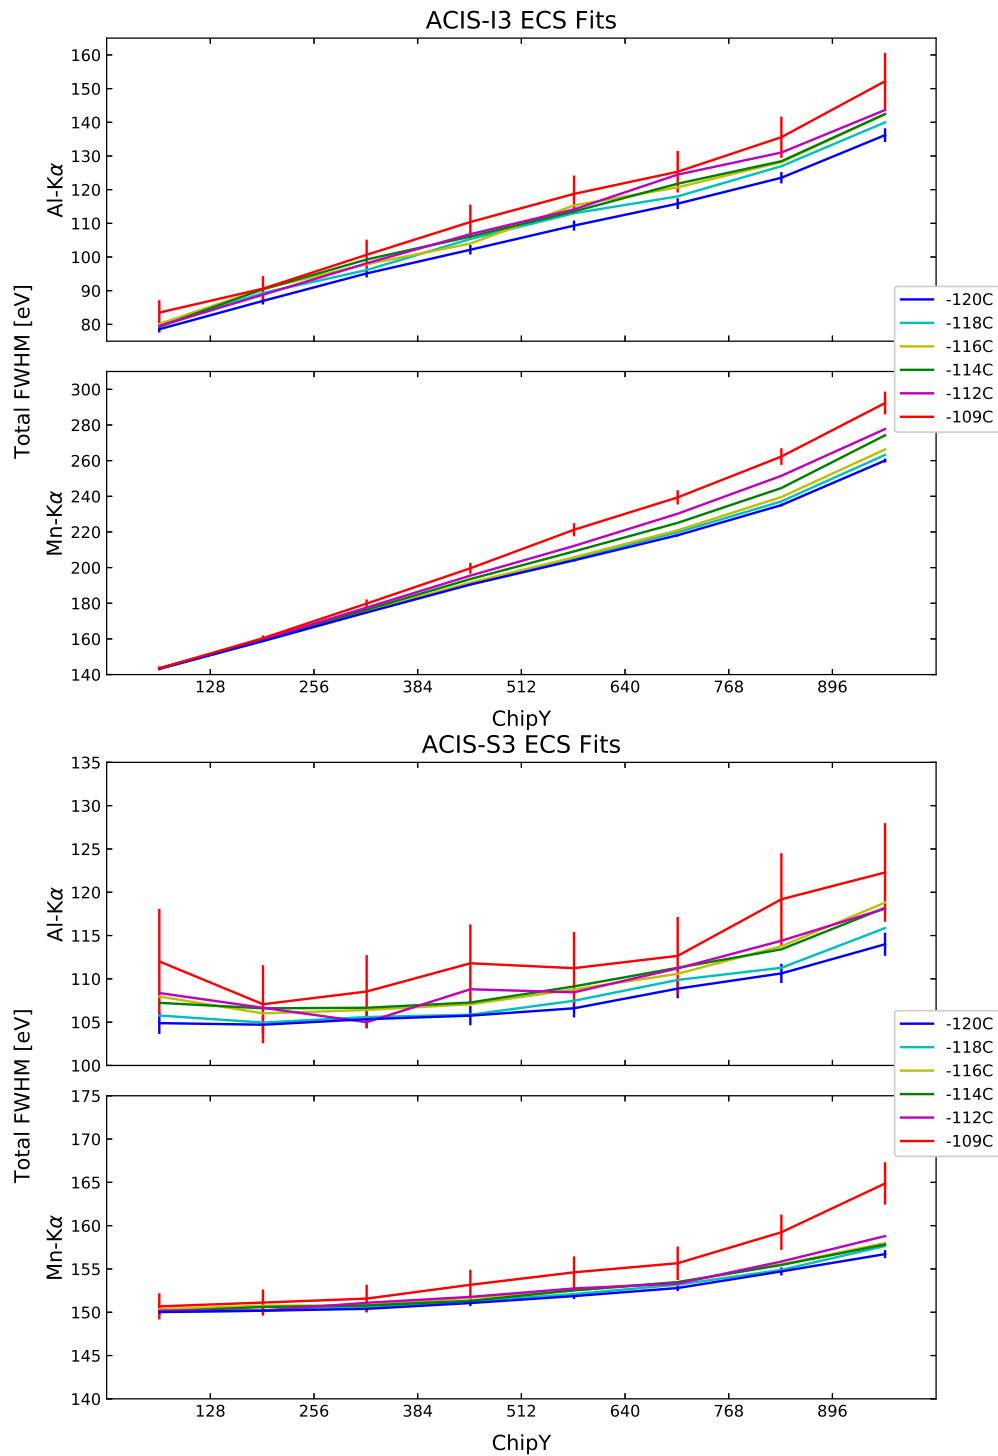 ACIS-I3 ECS Fits
Total FWHM [eV]
Al-Kα
160
150
140
130
120
110
100
90
80
Mn-Kα
300
280
260
240
220
200
180
160
140
128 256 384 512 640 768 896
ChipY
-120C
-118C
-116C
-114C
-112C
-109C
ACIS-S3 ECS Fits
Total FWHM [eV]
Al-Kα
135
130
125
120
115
110
105
100
Mn-Kα
175
170
165
160
155
150
145
140
128 256 384 512 640 768 896
ChipY
-120C
-118C
-116C
-114C
-112C
-109C